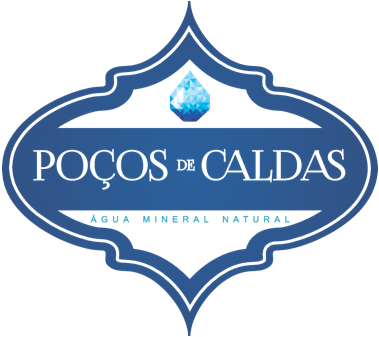 POÇOS DE CALDAS
ÁGUA MINERAL NATURAL